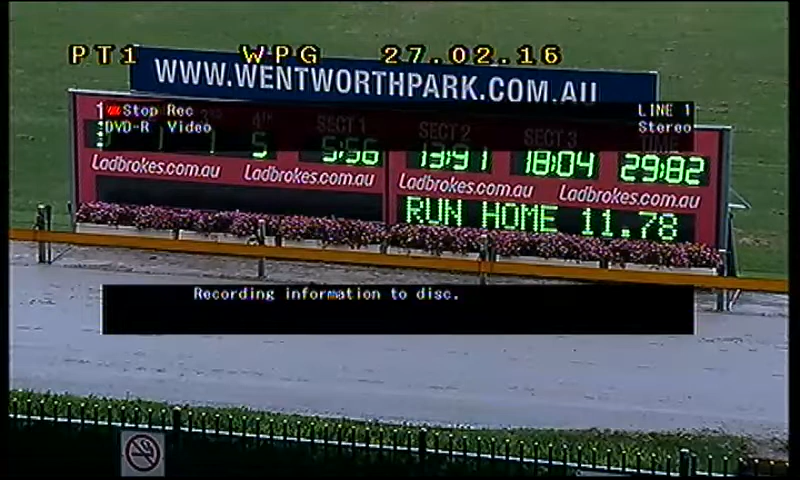 PT1 WPG 27.02.16
WWW.WENTWORTHPARK.COM.AU
Stop Rec LINE 1
DVD-R Video Stereo
4TH SECT 1 SECT 2 SECT 3 TIME
5 5:56 13:91 18:04 29:82
Ladbrokes.com.au Ladbrokes.com.au Ladbrokes.com.au Ladbrokes.com.au
RUN HOME 11.78
Recording information to disc.